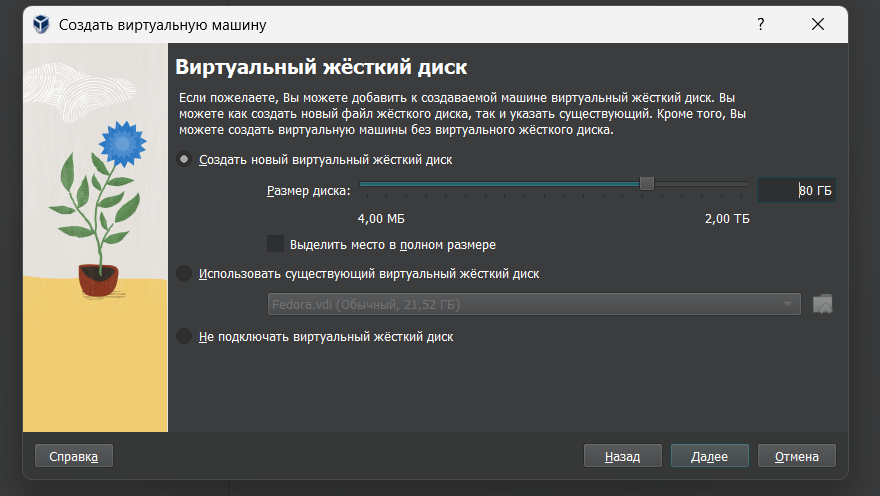 Создать виртуальную машину
?
Виртуальный жёсткий диск
Если пожелаете, Вы можете добавить к создаваемой машине виртуальный жёсткий диск. Вы
можете как создать новый файл жёсткого диска, так и указать существующий. Кроме того, Вы
можете создать виртуальную машины без виртуального жёсткого диска.
Создать новый виртуальный жёсткий диск
Размер диска:
80 ГБ
4,00 МБ
2,00 ТБ
Выделить место в полном размере
Использовать существующий виртуальный жёсткий диск
Fedora.vdi (Обычный, 21,52 ГБ)
Не подключать виртуальный жёсткий диск
Справка
Назад
Далее
Отмена